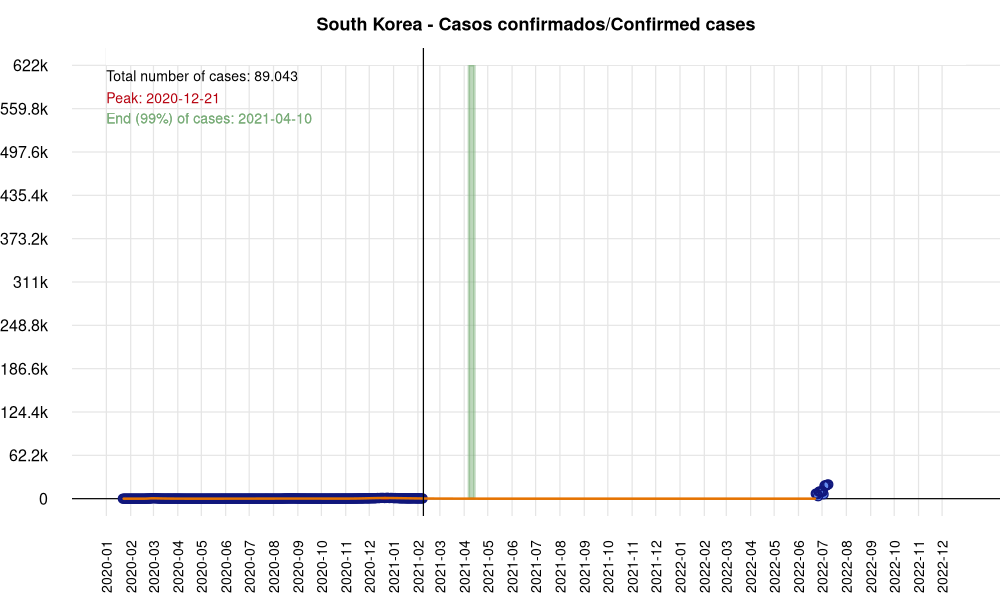 South Korea - Casos confirmados/Confirmed cases
622k
Total number of cases: 89.043
Peak: 2020-12-21
559.8k
End (99%) of cases: 2021-04-10
497.6k
435.4k
373.2k
311k
248.8k
186.6k
124.4k
62.2k
0
2020-01
2020-02
2020-03
2020-04
2020-05
2020-06
2020-07
2020-08
2020-09
2020-10
2020-11
2020-12
2021-01
2021-02
2021-03
2021-04
2021-05
2021-06
2021-07
2021-08
2021-09
2021-10
2021-11
2021-12
2022-01
2022-02
2022-03
2022-04
2022-05
2022-06
2022-07
2022-08
2022-09
2022-10
2022-11
2022-12